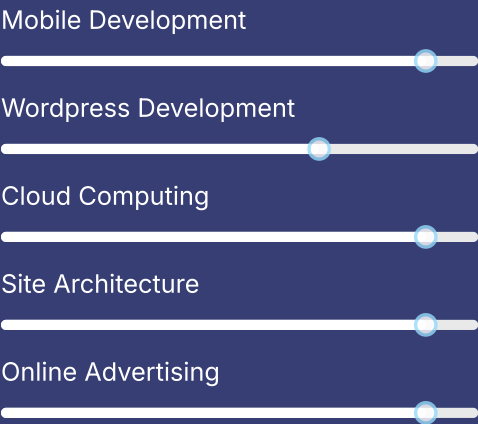 Mobile Development
Wordpress Development
Cloud Computing
Site Architecture
Online Advertising